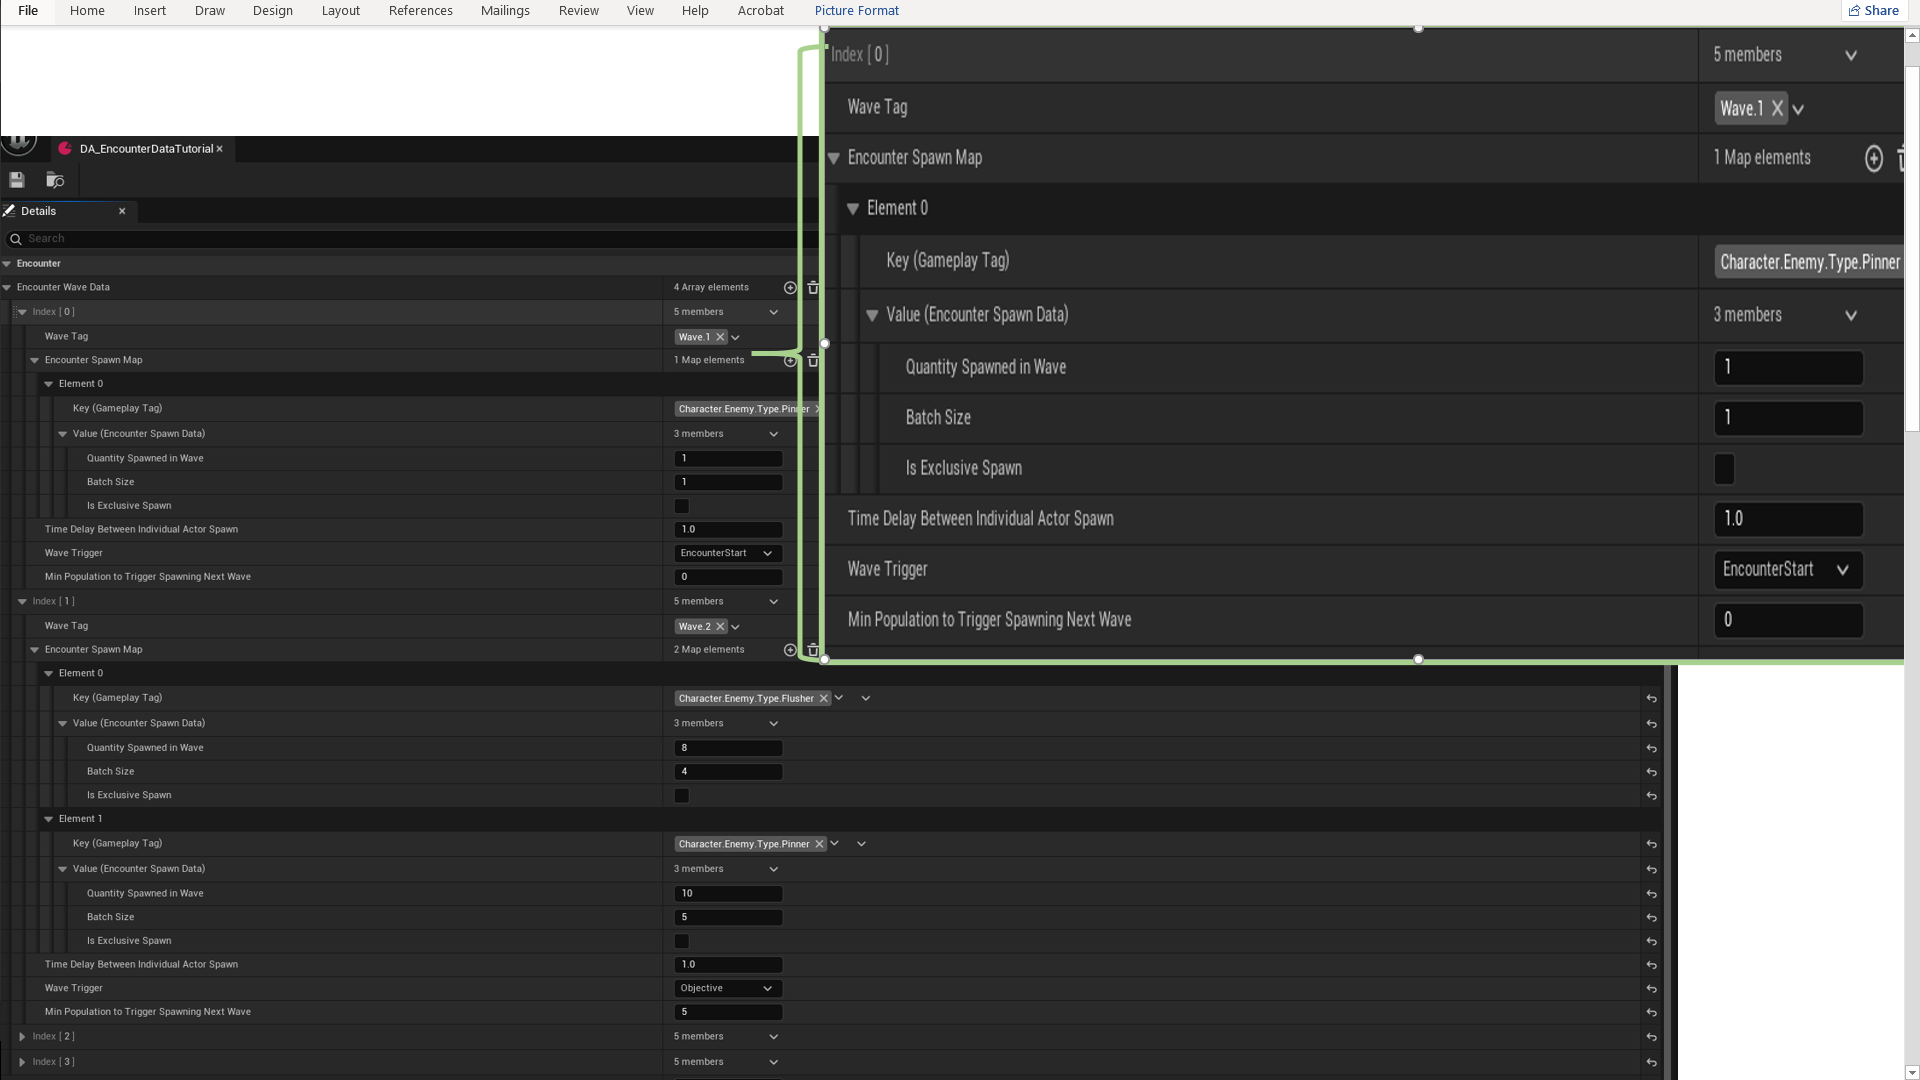 File Home Insert Draw Design Layout References Mailings Review View Help Acrobat Picture Format Share
Index [ 0 ] 5 members
Wave Tag Wave.1
Encounter Spawn Map 1 Map elements
Element 0
Key (Gameplay Tag) Character.Enemy.Type.Pinner
Value (Encounter Spawn Data) 3 members
Quantity Spawned in Wave 1
Batch Size 1
Is Exclusive Spawn
Time Delay Between Individual Actor Spawn 1.0
Wave Trigger EncounterStart
Min Population to Trigger Spawning Next Wave 0
DA_EncounterDataTutorial
Details
Search
Encounter
Encounter Wave Data 4 Array elements
Index [ 0 ] 5 members
Wave Tag Wave.1
Encounter Spawn Map 1 Map elements
Element 0
Key (Gameplay Tag) Character.Enemy.Type.Pinner
Value (Encounter Spawn Data) 3 members
Quantity Spawned in Wave 1
Batch Size 1
Is Exclusive Spawn
Time Delay Between Individual Actor Spawn 1.0
Wave Trigger EncounterStart
Min Population to Trigger Spawning Next Wave 0
Index [ 1 ] 5 members
Wave Tag Wave.2
Encounter Spawn Map 2 Map elements
Element 0
Key (Gameplay Tag) Character.Enemy.Type.Flusher
Value (Encounter Spawn Data) 3 members
Quantity Spawned in Wave 8
Batch Size 4
Is Exclusive Spawn
Element 1
Key (Gameplay Tag) Character.Enemy.Type.Pinner
Value (Encounter Spawn Data) 3 members
Quantity Spawned in Wave 10
Batch Size 5
Is Exclusive Spawn
Time Delay Between Individual Actor Spawn 1.0
Wave Trigger Objective
Min Population to Trigger Spawning Next Wave 5
Index [ 2 ] 5 members
Index [ 3 ] 5 members